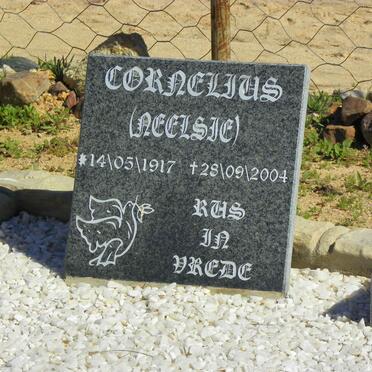 CORNELIUS
(NEELSIE)
*14\05\1917 †28\09\2004
RUS
IN
VREDE